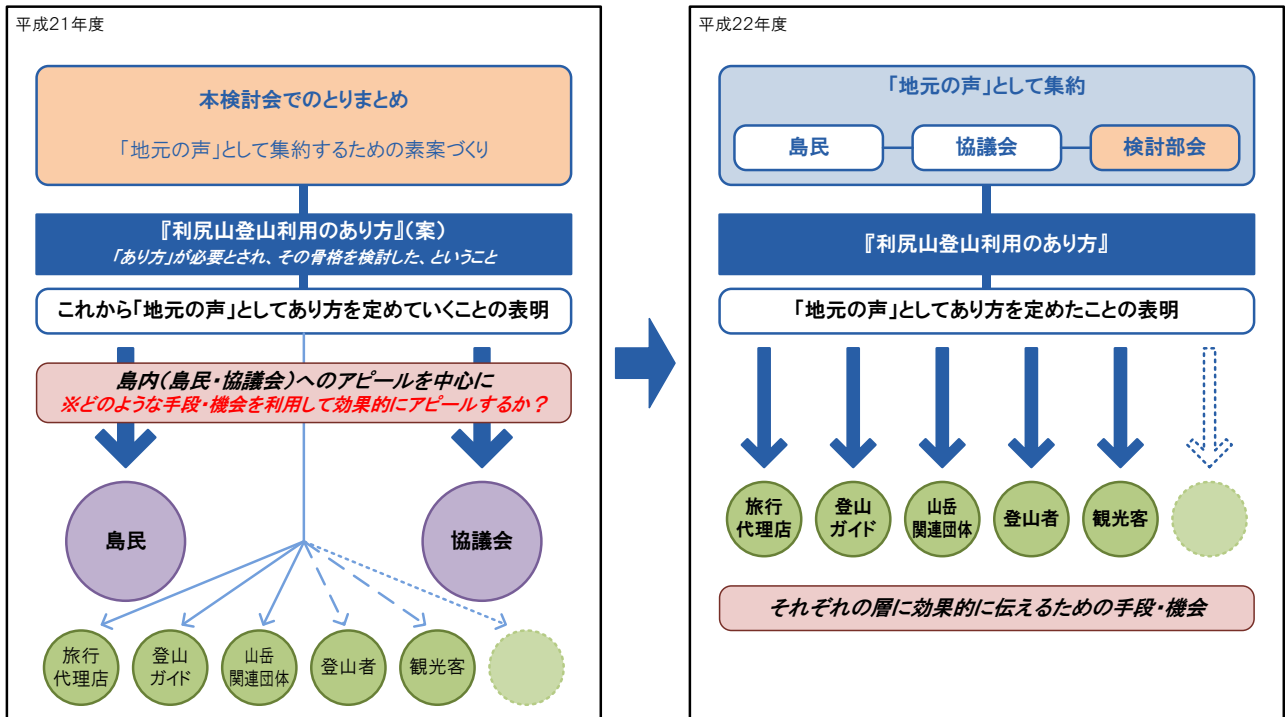 平成21年度
本検討会でのとりまとめ
「地元の声」として集約するための素案づくり
『利尻山登山利用のあり方』(案)
「あり方」が必要とされ、その骨格を検討した、ということ
これから「地元の声」としてあり方を定めていくことの表明
島内(島民・協議会)へのアピールを中心に
※どのような手段・機会を利用して効果的にアピールするか？
島民
協議会
旅行
代理店
登山
ガイド
山岳
関連団体
登山者
観光客
平成22年度
「地元の声」として集約
島民
協議会
検討部会
『利尻山登山利用のあり方』
「地元の声」としてあり方を定めたことの表明
旅行
代理店
登山
ガイド
山岳
関連団体
登山者
観光客
それぞれの層に効果的に伝えるための手段・機会